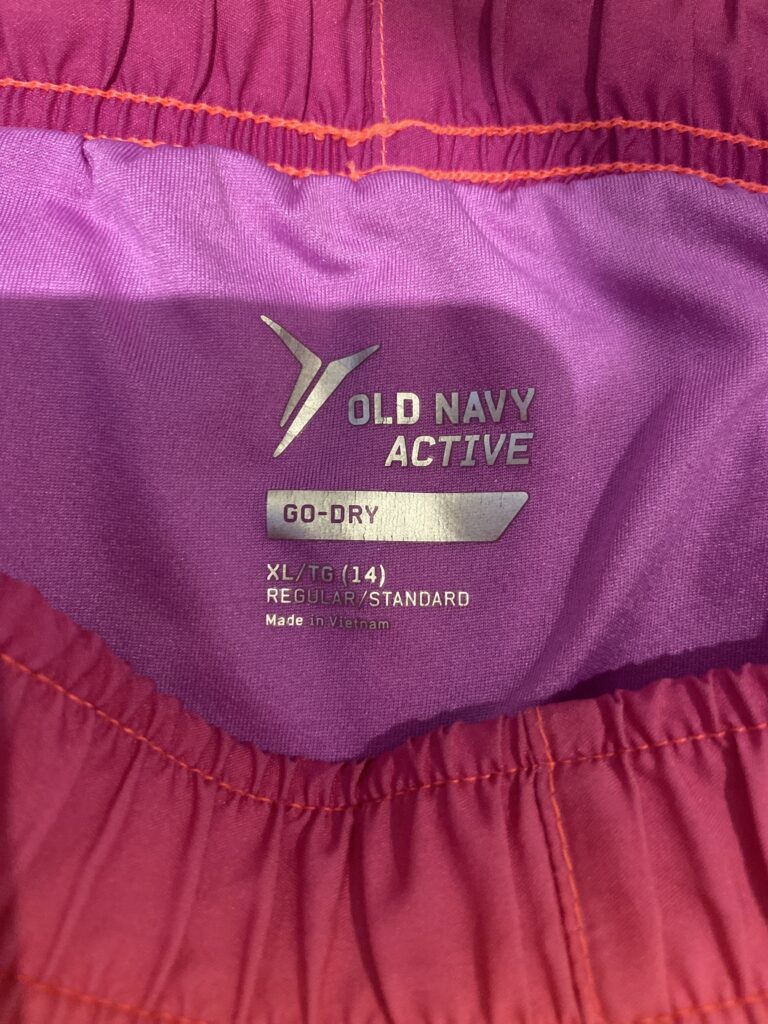 OLD NAVY
ACTIVE
GO-DRY
XL/TG (14)
REGULAR/STANDARD
Made in Vietnam